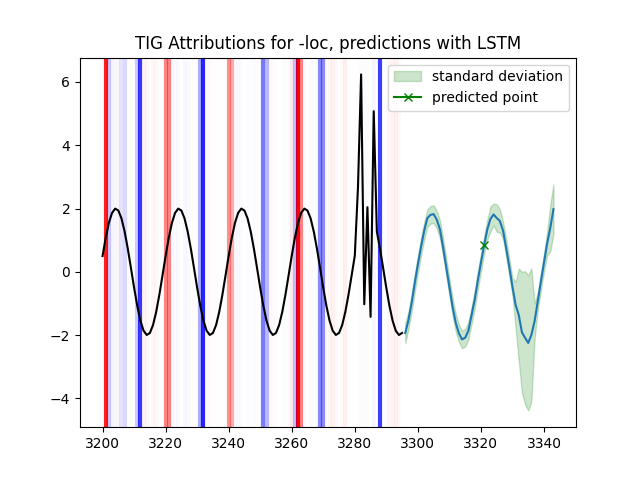 TIG Attributions for -loc, predictions with LSTM
standard deviation
predicted point
6
4
2
0
−2
−4
3200 3220 3240 3260 3280 3300 3320 3340